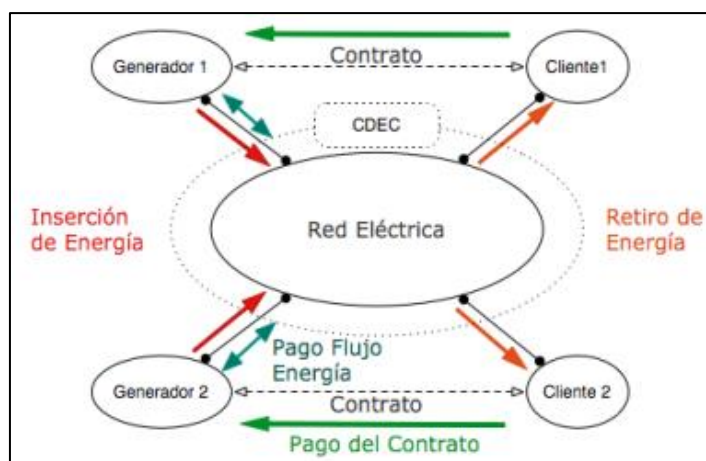 Contrato
Generador 1
Cliente1
CDEC
Inserción
de Energía
Red Eléctrica
Retiro de
Energía
Pago Flujo
Energía
Generador 2
Cliente 2
Contrato
Pago del Contrato